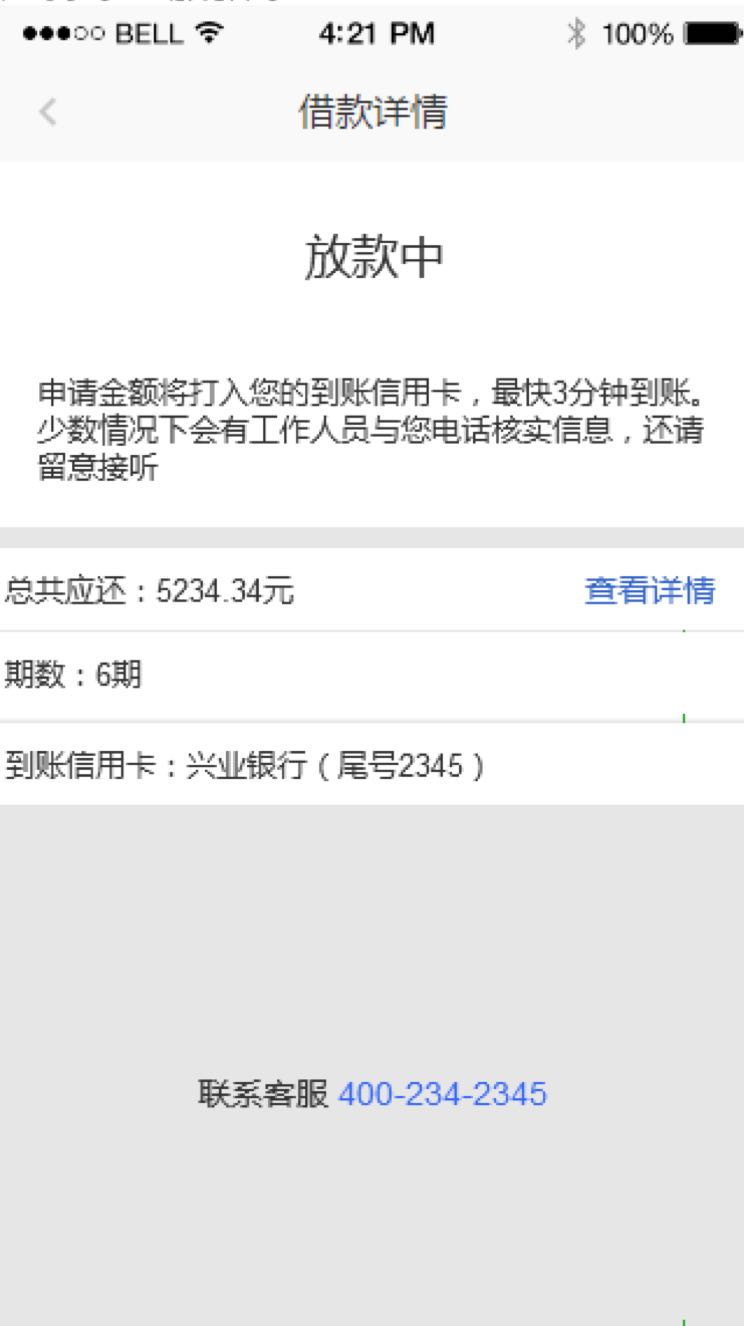 BELL 4:21 PM 100%
借款详情
放款中
申请金额将打入您的到账信用卡，最快3分钟到账。
少数情况下会有工作人员与您电话核实信息，还请
留意接听
总共应还：5234.34元 查看详情
期数：6期
到账信用卡：兴业银行（尾号2345）
联系客服 400-234-2345